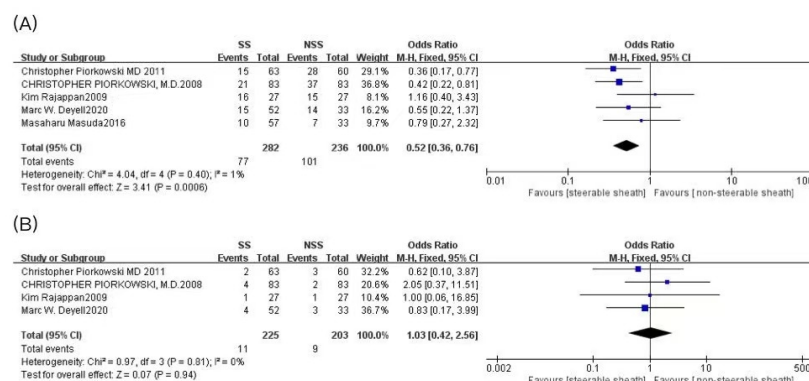 (A)
SS NSS Odds Ratio Odds Ratio
Study or Subgroup Events Total Events Total Weight M-H, Fixed, 95% CI M-H, Fixed, 95% CI
Christopher Piorkowski MD 2011 15 63 28 60 29.1% 0.36 [0.17, 0.77]
CHRISTOPHER PIORKOWSKI, M.D.2008 21 83 37 83 36.8% 0.42 [0.22, 0.81]
Kim Rajappan2009 16 27 15 27 8.1% 1.16 [0.40, 3.43]
Marc W. Deyell2020 15 52 14 33 16.2% 0.55 [0.22, 1.37]
Masaharu Masuda2016 10 57 7 33 9.7% 0.79 [0.27, 2.32]
Total (95% CI) 282 236 100.0% 0.52 [0.36, 0.76]
Total events 77 101
Heterogeneity: Chi² = 4.04, df = 4 (P = 0.40); I² = 1%
Test for overall effect: Z = 3.41 (P = 0.0006)
0.01 0.1 1 10 100
Favours [steerable sheath] Favours [non-steerable sheath]
(B)
SS NSS Odds Ratio Odds Ratio
Study or Subgroup Events Total Events Total Weight M-H, Fixed, 95% CI M-H, Fixed, 95% CI
Christopher Piorkowski MD 2011 2 63 3 60 32.2% 0.62 [0.10, 3.87]
CHRISTOPHER PIORKOWSKI, M.D.2008 4 83 2 83 20.6% 2.05 [0.37, 11.51]
Kim Rajappan2009 1 27 1 27 10.4% 1.00 [0.06, 16.85]
Marc W. Deyell2020 4 52 3 33 36.8% 0.83 [0.17, 3.99]
Total (95% CI) 225 203 100.0% 1.03 [0.42, 2.56]
Total events 11 9
Heterogeneity: Chi² = 0.97, df = 3 (P = 0.81); I² = 0%
Test for overall effect: Z = 0.07 (P = 0.94)
0.002 0.1 1 10 500
Favours [steerable sheath] Favours [non-steerable sheath]